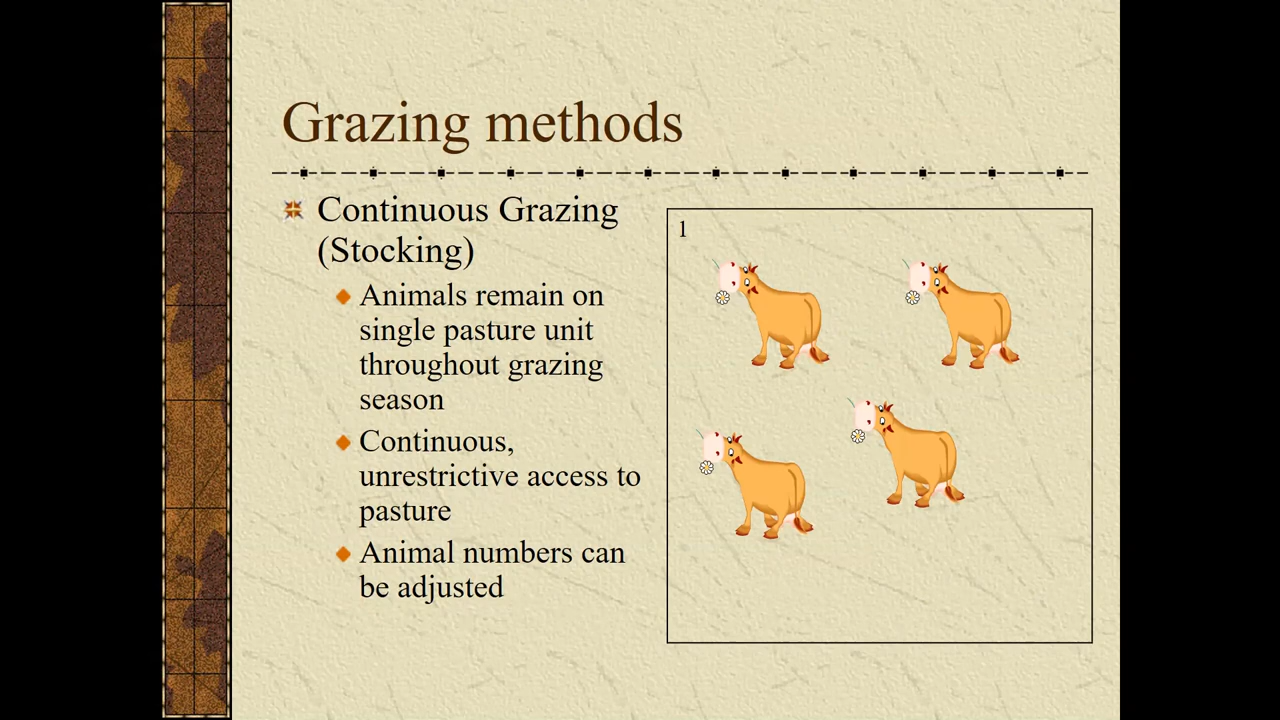 Grazing methods
Continuous Grazing
(Stocking)
Animals remain on
single pasture unit
throughout grazing
season
Continuous,
unrestrictive access to
pasture
Animal numbers can
be adjusted
1